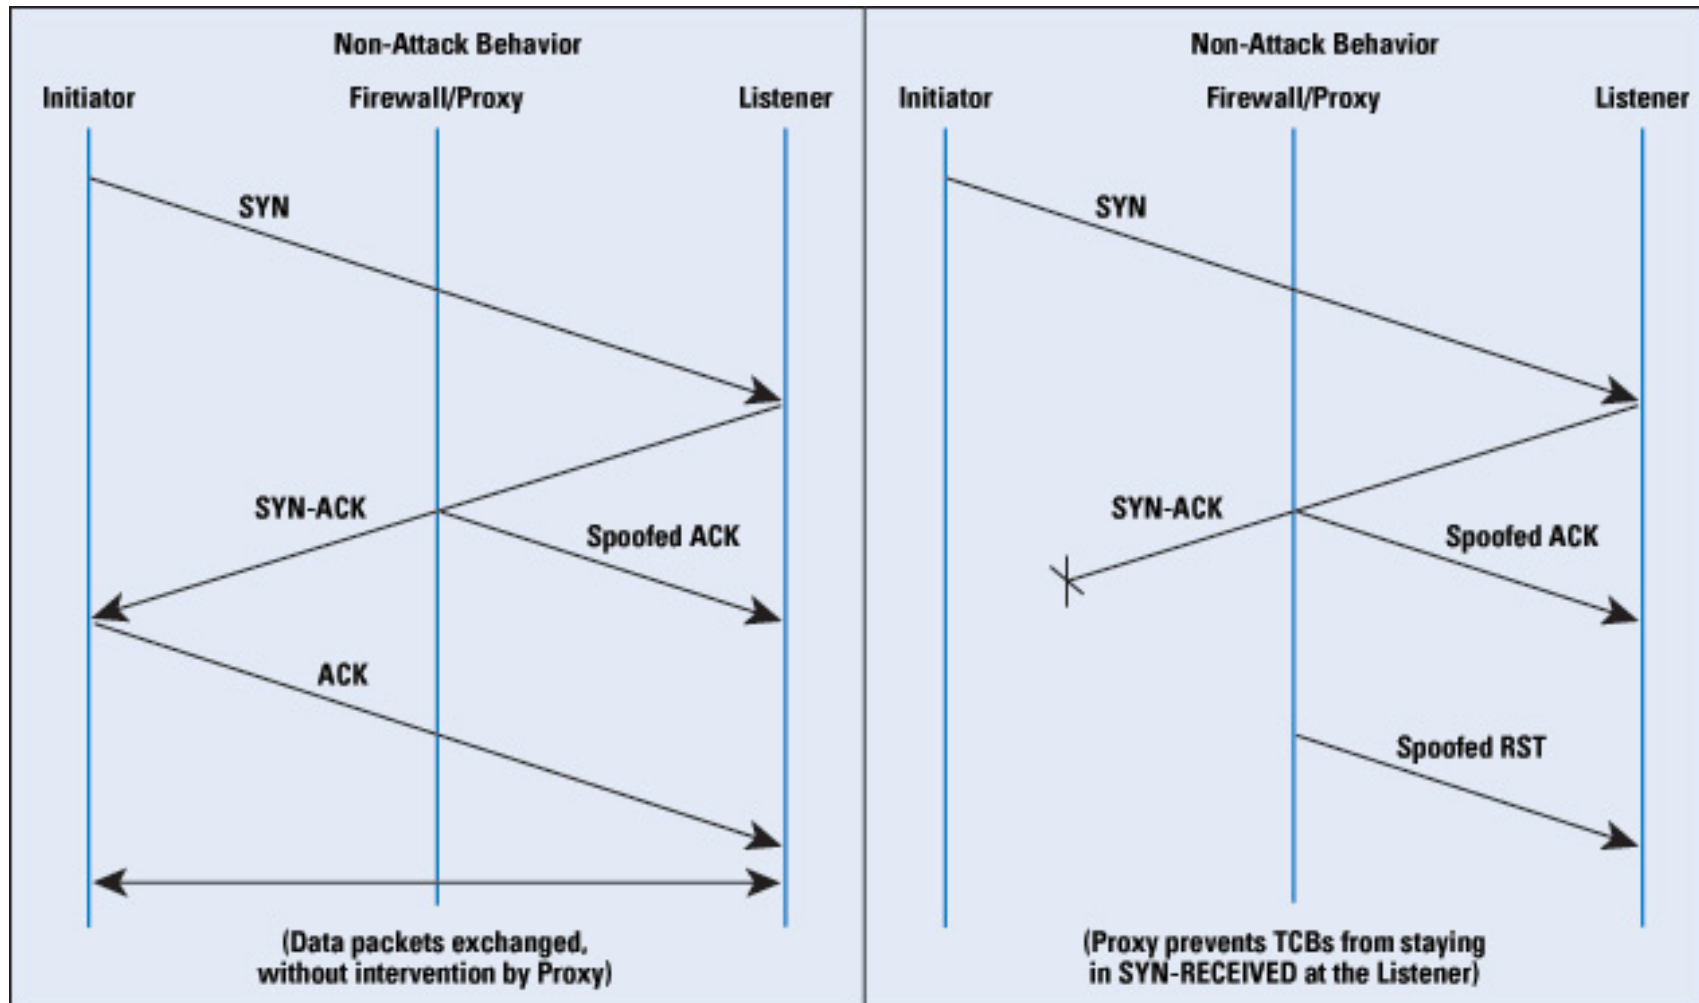 Non-Attack Behavior
Initiator
Firewall/Proxy
Listener
SYN
SYN-ACK
Spoofed ACK
ACK
(Data packets exchanged,
without intervention by Proxy)
Non-Attack Behavior
Initiator
Firewall/Proxy
Listener
SYN
SYN-ACK
Spoofed ACK
Spoofed RST
(Proxy prevents TCBs from staying
in SYN-RECEIVED at the Listener)